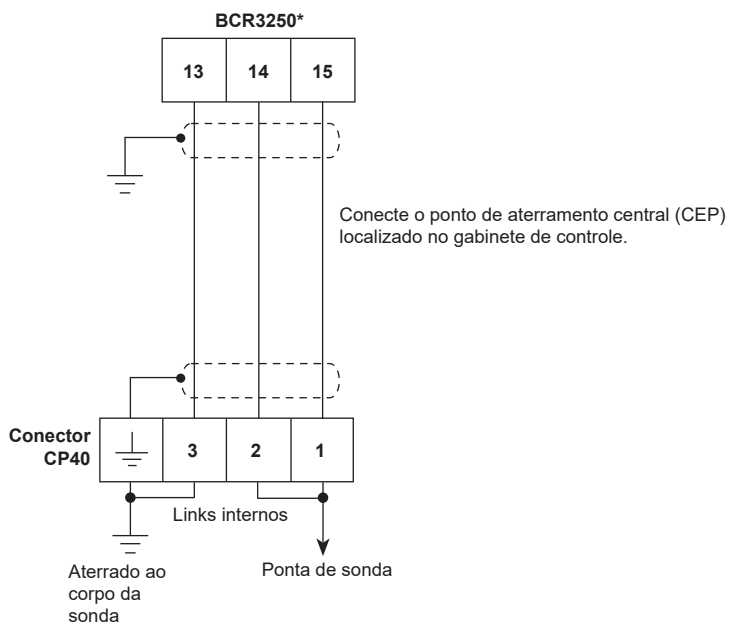 BCR3250*
13 14 15
Conecte o ponto de aterramento central (CEP)
localizado no gabinete de controle.
Conector
CP40
3 2 1
Links internos
Aterrado ao
corpo da
sonda
Ponta de sonda